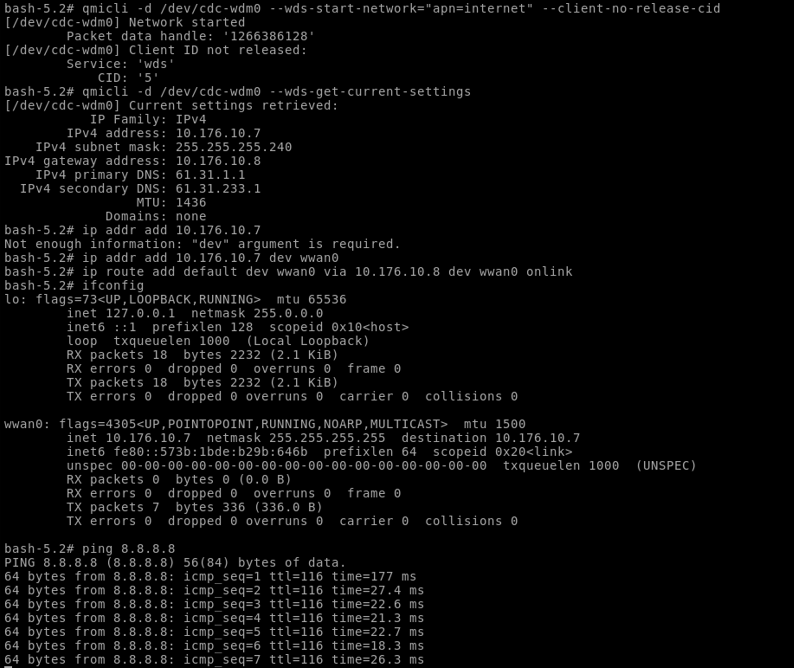 bash-5.2# qmicli -d /dev/cdc-wdm0 --wds-start-network="apn=internet" --client-no-release-cid
[/dev/cdc-wdm0] Network started
        Packet data handle: '1266386128'
[/dev/cdc-wdm0] Client ID not released:
        Service: 'wds'
            CID: '5'
bash-5.2# qmicli -d /dev/cdc-wdm0 --wds-get-current-settings
[/dev/cdc-wdm0] Current settings retrieved:
           IP Family: IPv4
        IPv4 address: 10.176.10.7
    IPv4 subnet mask: 255.255.255.240
IPv4 gateway address: 10.176.10.8
    IPv4 primary DNS: 61.31.1.1
  IPv4 secondary DNS: 61.31.233.1
                 MTU: 1436
             Domains: none
bash-5.2# ip addr add 10.176.10.7
Not enough information: "dev" argument is required.
bash-5.2# ip addr add 10.176.10.7 dev wwan0
bash-5.2# ip route add default dev wwan0 via 10.176.10.8 dev wwan0 onlink
bash-5.2# ifconfig
lo: flags=73<UP,LOOPBACK,RUNNING>  mtu 65536
        inet 127.0.0.1  netmask 255.0.0.0
        inet6 ::1  prefixlen 128  scopeid 0x10<host>
        loop  txqueuelen 1000  (Local Loopback)
        RX packets 18  bytes 2232 (2.1 KiB)
        RX errors 0  dropped 0  overruns 0  frame 0
        TX packets 18  bytes 2232 (2.1 KiB)
        TX errors 0  dropped 0 overruns 0  carrier 0  collisions 0

wwan0: flags=4305<UP,POINTOPOINT,RUNNING,NOARP,MULTICAST>  mtu 1500
        inet 10.176.10.7  netmask 255.255.255.255  destination 10.176.10.7
        inet6 fe80::573b:1bde:b29b:646b  prefixlen 64  scopeid 0x20<link>
        unspec 00-00-00-00-00-00-00-00-00-00-00-00-00-00-00-00  txqueuelen 1000  (UNSPEC)
        RX packets 0  bytes 0 (0.0 B)
        RX errors 0  dropped 0  overruns 0  frame 0
        TX packets 7  bytes 336 (336.0 B)
        TX errors 0  dropped 0 overruns 0  carrier 0  collisions 0

bash-5.2# ping 8.8.8.8
PING 8.8.8.8 (8.8.8.8) 56(84) bytes of data.
64 bytes from 8.8.8.8: icmp_seq=1 ttl=116 time=177 ms
64 bytes from 8.8.8.8: icmp_seq=2 ttl=116 time=27.4 ms
64 bytes from 8.8.8.8: icmp_seq=3 ttl=116 time=22.6 ms
64 bytes from 8.8.8.8: icmp_seq=4 ttl=116 time=21.3 ms
64 bytes from 8.8.8.8: icmp_seq=5 ttl=116 time=22.7 ms
64 bytes from 8.8.8.8: icmp_seq=6 ttl=116 time=18.3 ms
64 bytes from 8.8.8.8: icmp_seq=7 ttl=116 time=26.3 ms